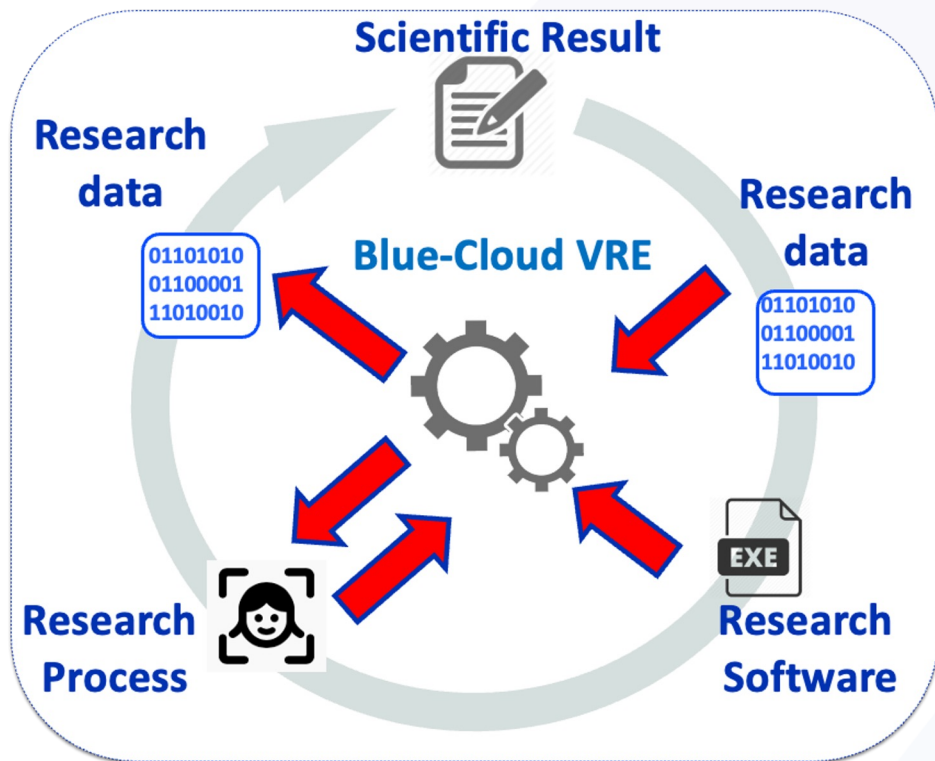 Scientific Result
Research
data
01101010
01100001
11010010
Research
data
01101010
01100001
11010010
Blue-Cloud VRE
EXE
Research
Process
Research
Software